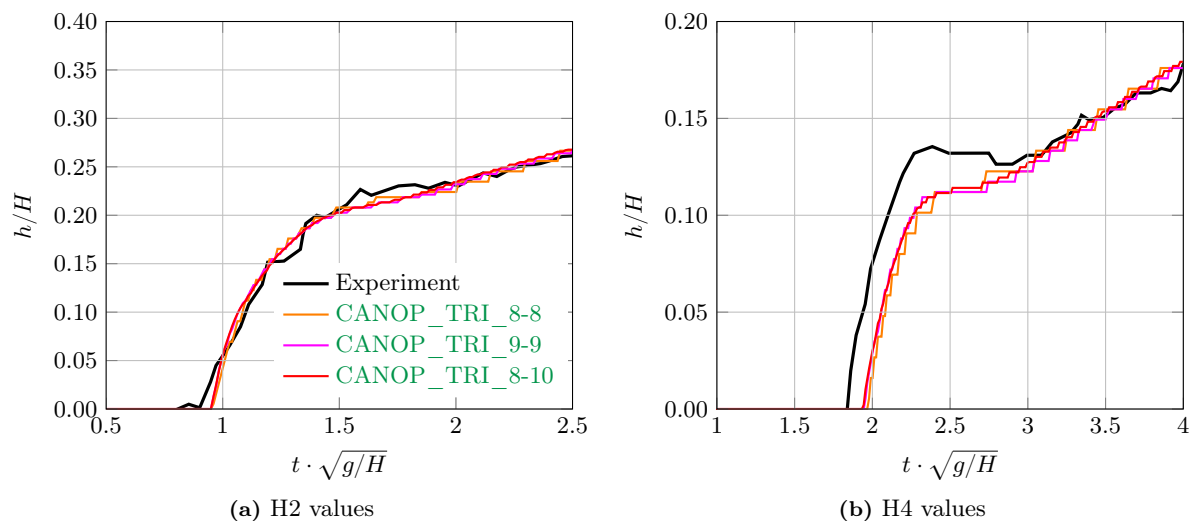 0.40
0.35
0.30
0.25
0.20
0.15
0.10
0.05
0.00
h/H
0.5
1
1.5
2
2.5
t · √g/H
Experiment
CANOP_TRI_8-8
CANOP_TRI_9-9
CANOP_TRI_8-10
(a) H2 values
0.20
0.15
0.10
0.05
0.00
h/H
1
1.5
2
2.5
3
3.5
4
t · √g/H
(b) H4 values